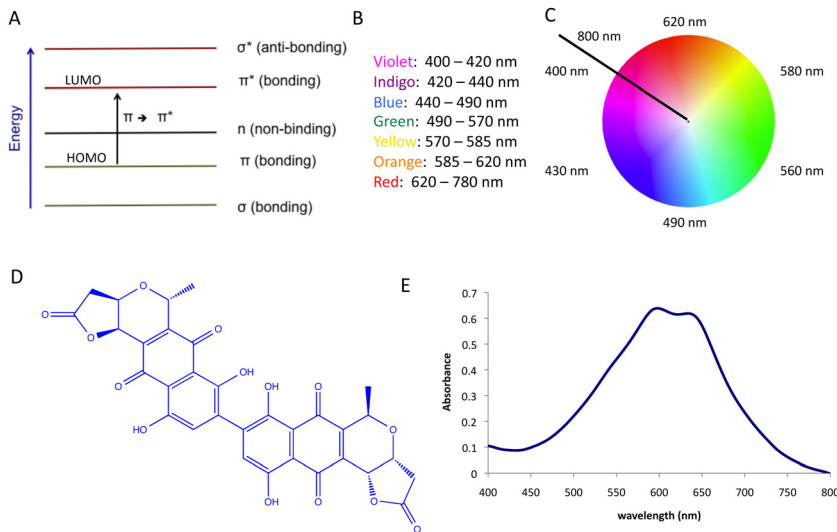 A
Energy
σ* (anti-bonding)
LUMO
π* (bonding)
π ➔ π*
n (non-binding)
HOMO
π (bonding)
σ (bonding)
B
Violet: 400 – 420 nm
Indigo: 420 – 440 nm
Blue: 440 – 490 nm
Green: 490 – 570 nm
Yellow: 570 – 585 nm
Orange: 585 – 620 nm
Red: 620 – 780 nm
C
620 nm
800 nm
400 nm
580 nm
430 nm
560 nm
490 nm
D
O
O
O
O
O
OH
HO
OH
O
O
OH
O
O
O
E
Absorbance
0.7
0.6
0.5
0.4
0.3
0.2
0.1
0
400 450 500 550 600 650 700 750 800
wavelength (nm)